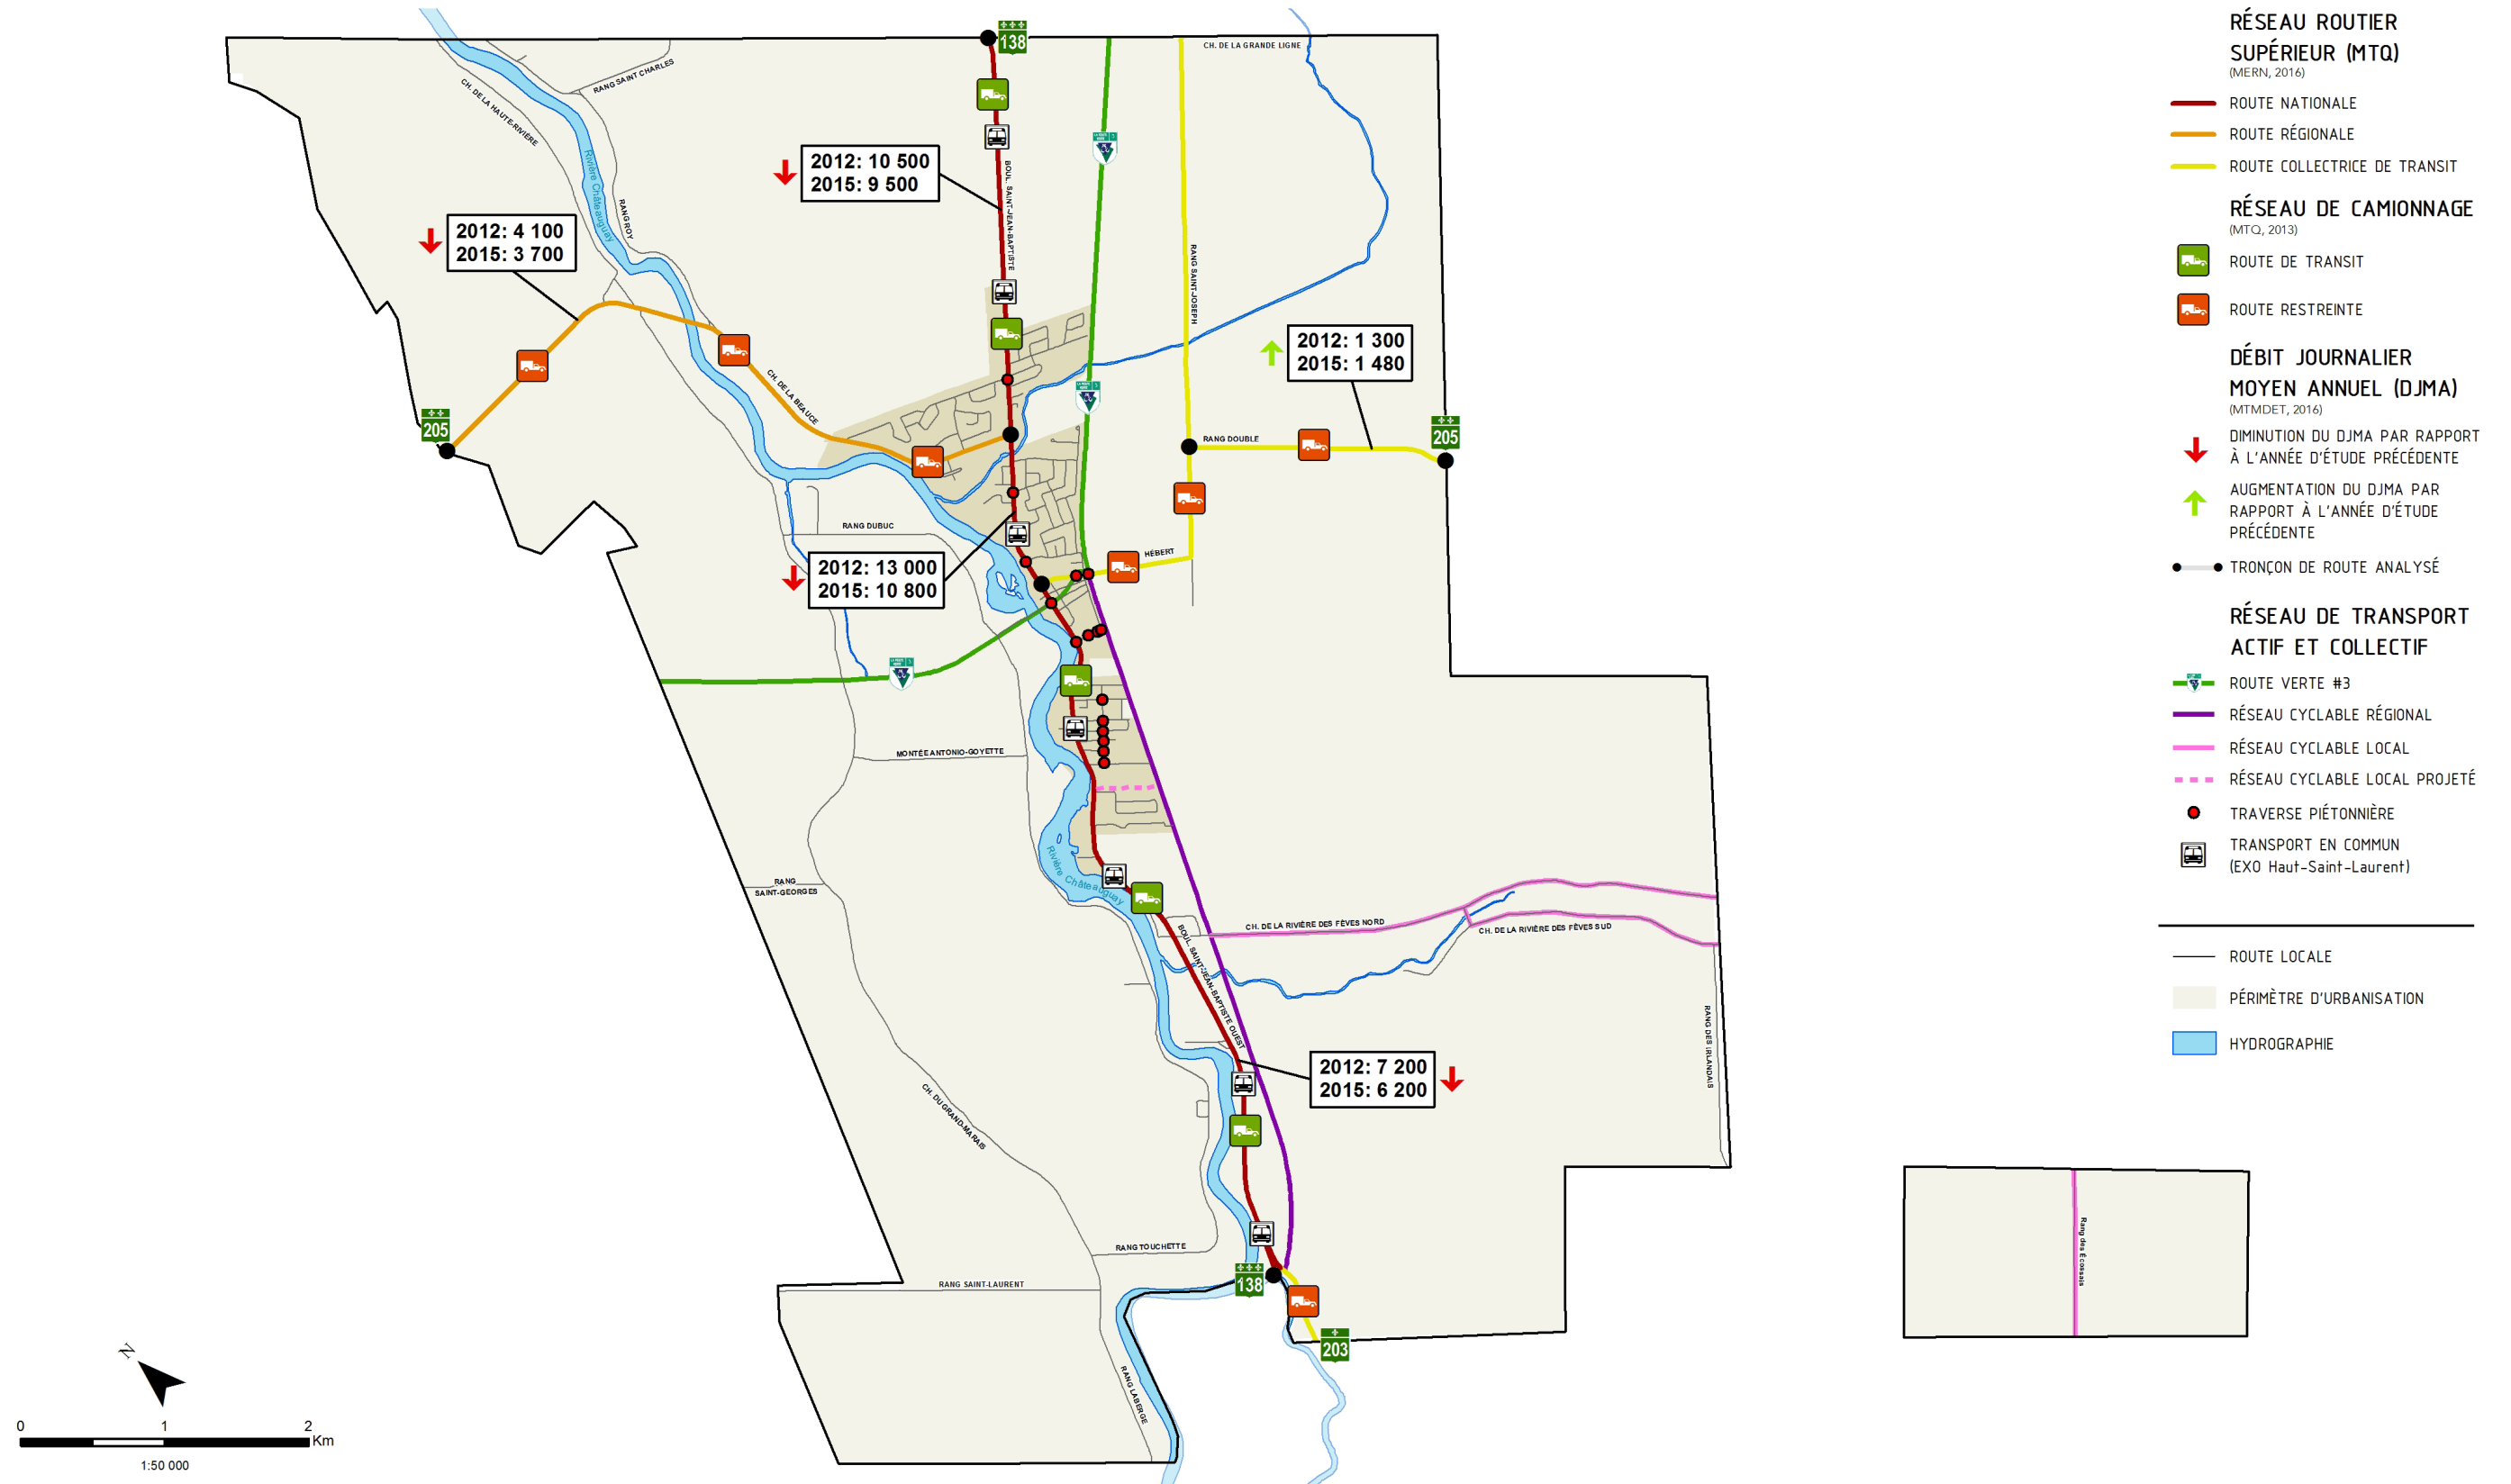 138
CH. DE LA GRANDE LIGNE
RANG SAINT CHARLES
CH. DE LA HAUTE-RIVIÈRE
Rivière Châteauguay
RANG ROY
2012: 10 500
2015: 9 500
BOUL. SAINT-JEAN-BAPTISTE
2012: 4 100
2015: 3 700
RANG SAINT-JOSEPH
2012: 1 300
2015: 1 480
CH. DE LA BEAUCE
205
205
RANG DOUBLE
RANG DUBUC
HÉBERT
2012: 13 000
2015: 10 800
MONTÉE ANTONIO-GOYETTE
RANG
SAINT-GEORGES
Rivière Châteauguay
CH. DE LA RIVIÈRE DES FÈVES NORD
CH. DE LA RIVIÈRE DES FÈVES SUD
BOUL. SAINT-JEAN-BAPTISTE OUEST
RANG DES IRLANDAIS
2012: 7 200
2015: 6 200
CH. DU GRAND-MARAIS
RANG TOUCHETTE
RANG SAINT-LAURENT
138
203
RANG LABERGE
Rang des Écossais
N
0 1 2
Km
1:50 000
RÉSEAU ROUTIER
SUPÉRIEUR (MTQ)
(MERN, 2016)
ROUTE NATIONALE
ROUTE RÉGIONALE
ROUTE COLLECTRICE DE TRANSIT
RÉSEAU DE CAMIONNAGE
(MTQ, 2013)
ROUTE DE TRANSIT
ROUTE RESTREINTE
DÉBIT JOURNALIER
MOYEN ANNUEL (DJMA)
(MTMDET, 2016)
DIMINUTION DU DJMA PAR RAPPORT
À L'ANNÉE D'ÉTUDE PRÉCÉDENTE
AUGMENTATION DU DJMA PAR
RAPPORT À L'ANNÉE D'ÉTUDE
PRÉCÉDENTE
TRONÇON DE ROUTE ANALYSÉ
RÉSEAU DE TRANSPORT
ACTIF ET COLLECTIF
ROUTE VERTE #3
RÉSEAU CYCLABLE RÉGIONAL
RÉSEAU CYCLABLE LOCAL
RÉSEAU CYCLABLE LOCAL PROJETÉ
TRAVERSE PIÉTONNIÈRE
TRANSPORT EN COMMUN
(EXO Haut-Saint-Laurent)
ROUTE LOCALE
PÉRIMÈTRE D'URBANISATION
HYDROGRAPHIE